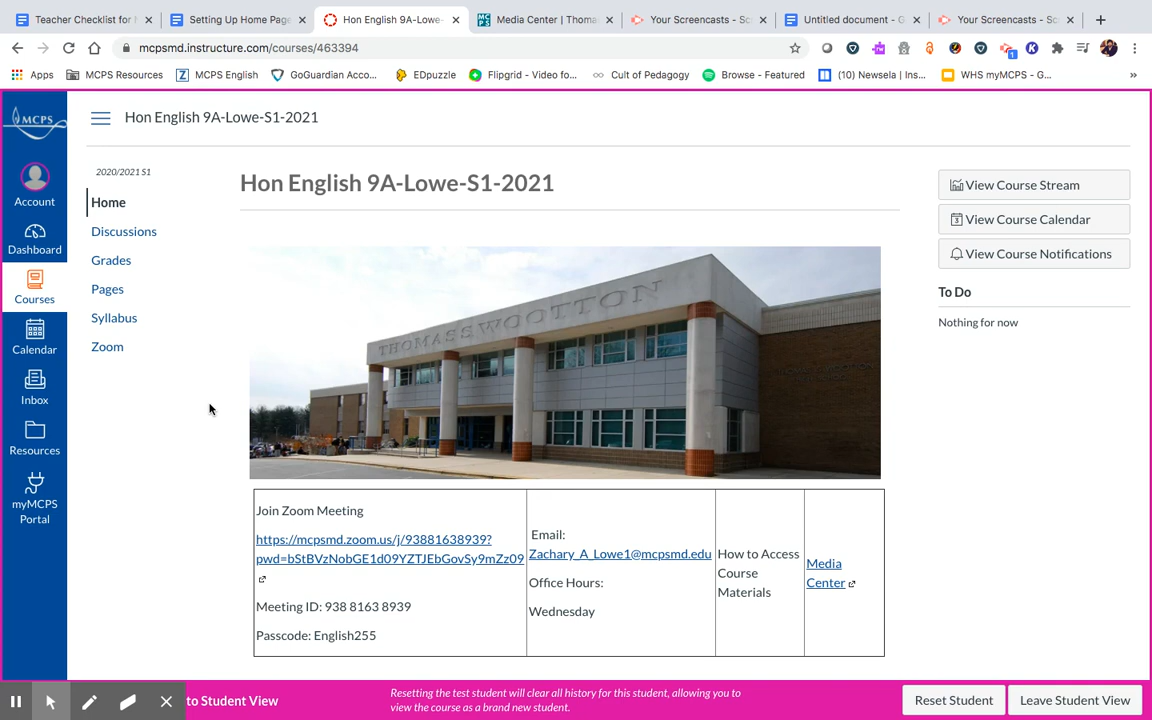 Teacher Checklist for
Setting Up Home Page
Hon English 9A-Lowe-
Media Center | Thoma
Your Screencasts - Sc
Untitled document - G
Your Screencasts - Sc
mcpsmd.instructure.com/courses/463394
Apps
MCPS Resources
MCPS English
GoGuardian Acco...
EDpuzzle
Flipgrid - Video fo...
Cult of Pedagogy
Browse - Featured
(10) Newsela | Ins...
WHS myMCPS - G...
MCPS
Account
Dashboard
Courses
Calendar
Inbox
Resources
myMCPS
Portal
Hon English 9A-Lowe-S1-2021
2020/2021 S1
Home
Discussions
Grades
Pages
Syllabus
Zoom
Hon English 9A-Lowe-S1-2021
THOMAS S WOOTTON
Join Zoom Meeting
https://mcpsmd.zoom.us/j/93881638939?
pwd=bStBVzNobGE1d09YZTJEbGovSy9mZz09
Meeting ID: 938 8163 8939
Passcode: English255
Email:
Zachary_A_Lowe1@mcpsmd.edu
Office Hours:
Wednesday
How to Access
Course
Materials
Media
Center
View Course Stream
View Course Calendar
View Course Notifications
To Do
Nothing for now
to Student View
Resetting the test student will clear all history for this student, allowing you to
view the course as a brand new student.
Reset Student
Leave Student View